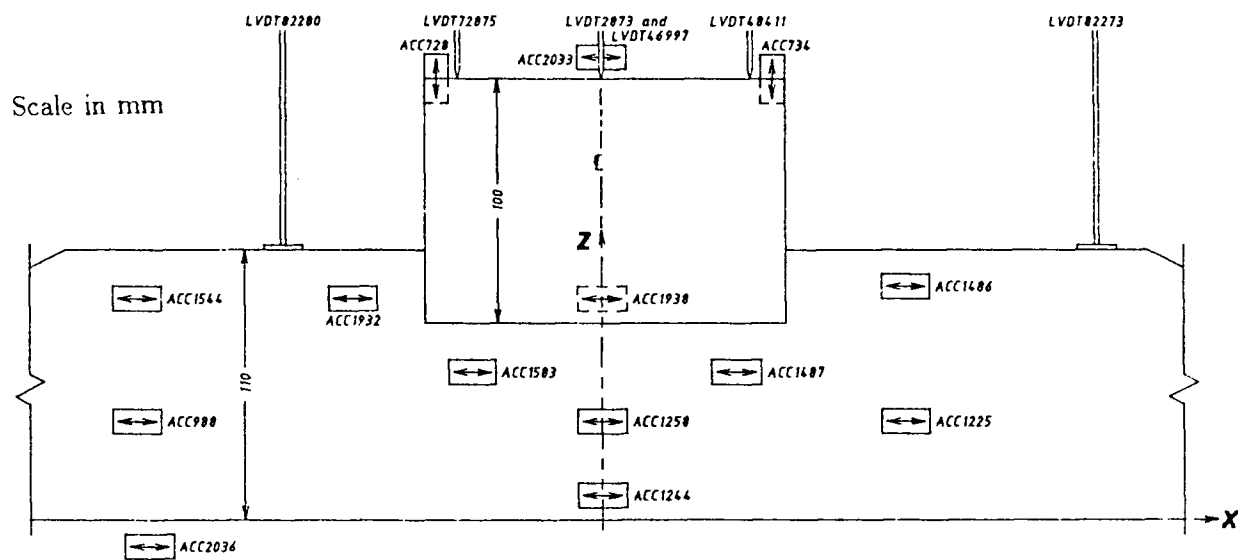 LVDT82280
LVDT72875
LVDT2873 and
LVDT46997
LVDT48411
LVDT82273
ACC728
ACC2033
ACC734
Scale in mm
100
Z
ACC1544
ACC1932
ACC1938
ACC1486
110
ACC1583
ACC1487
ACC988
ACC1258
ACC1225
ACC1244
X
ACC2036